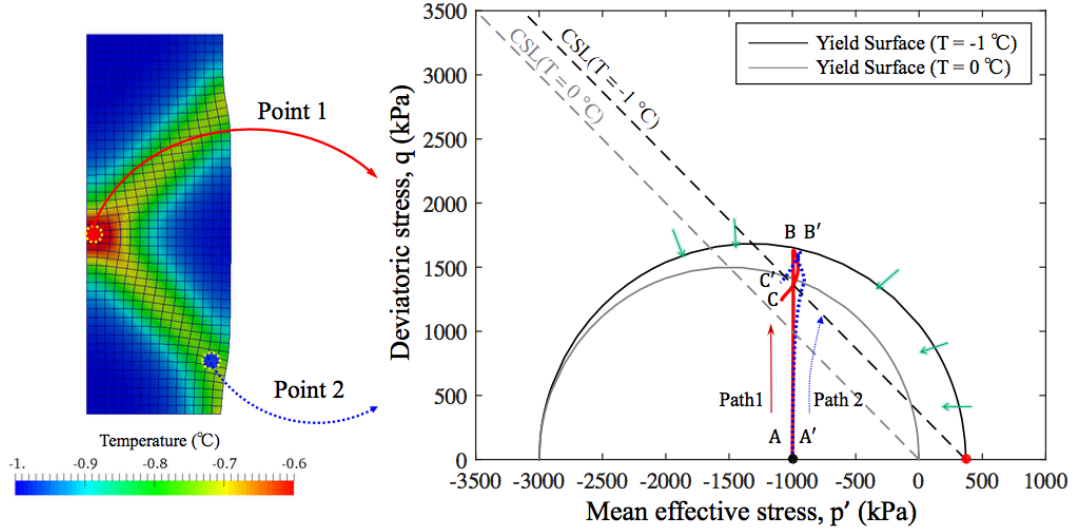 Point 1
Point 2
Temperature (℃)
-1. -0.9 -0.8 -0.7 -0.6
Deviatoric stress, q (kPa)
3500
3000
2500
2000
1500
1000
500
0
CSL(T = 0 ℃)
CSL(T = -1 ℃)
Yield Surface (T = -1 ℃)
Yield Surface (T = 0 ℃)
B B′
C′
C
Path1 Path 2
A A′
-3500 -3000 -2500 -2000 -1500 -1000 -500 0 500 1000
Mean effective stress, p′ (kPa)